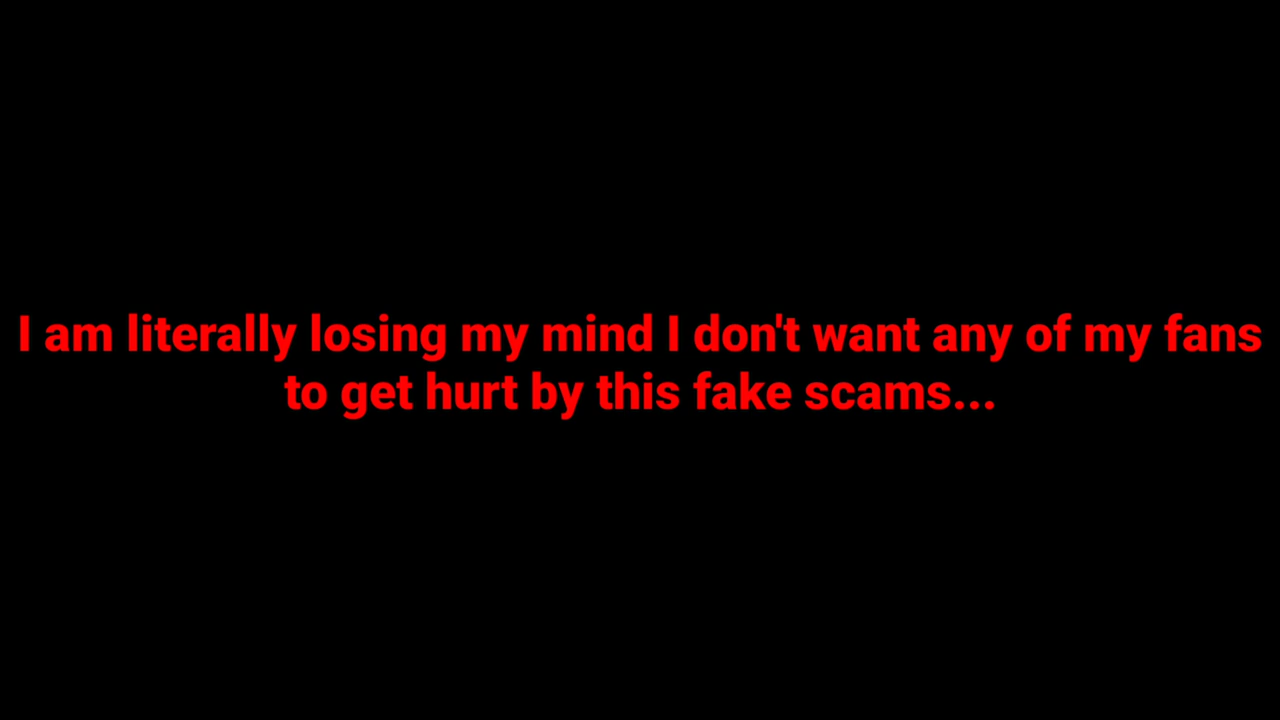 I am literally losing my mind I don't want any of my fans
to get hurt by this fake scams...